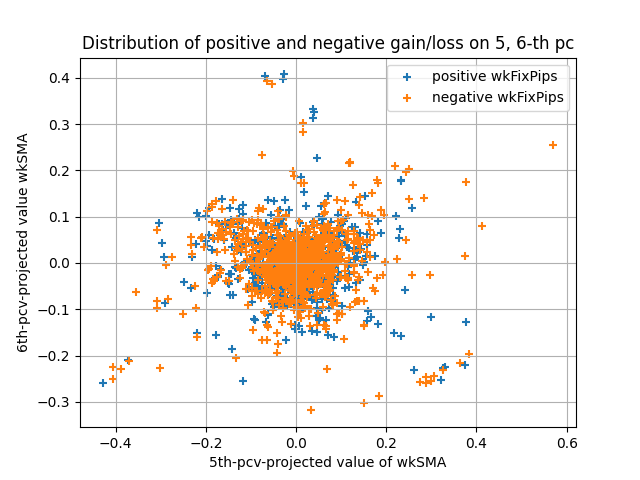 Distribution of positive and negative gain/loss on 5, 6-th pc
positive wkFixPips
negative wkFixPips
6th-pcv-projected value wkSMA
0.4
0.3
0.2
0.1
0.0
−0.1
−0.2
−0.3
−0.4
−0.2
0.0
0.2
0.4
0.6
5th-pcv-projected value of wkSMA